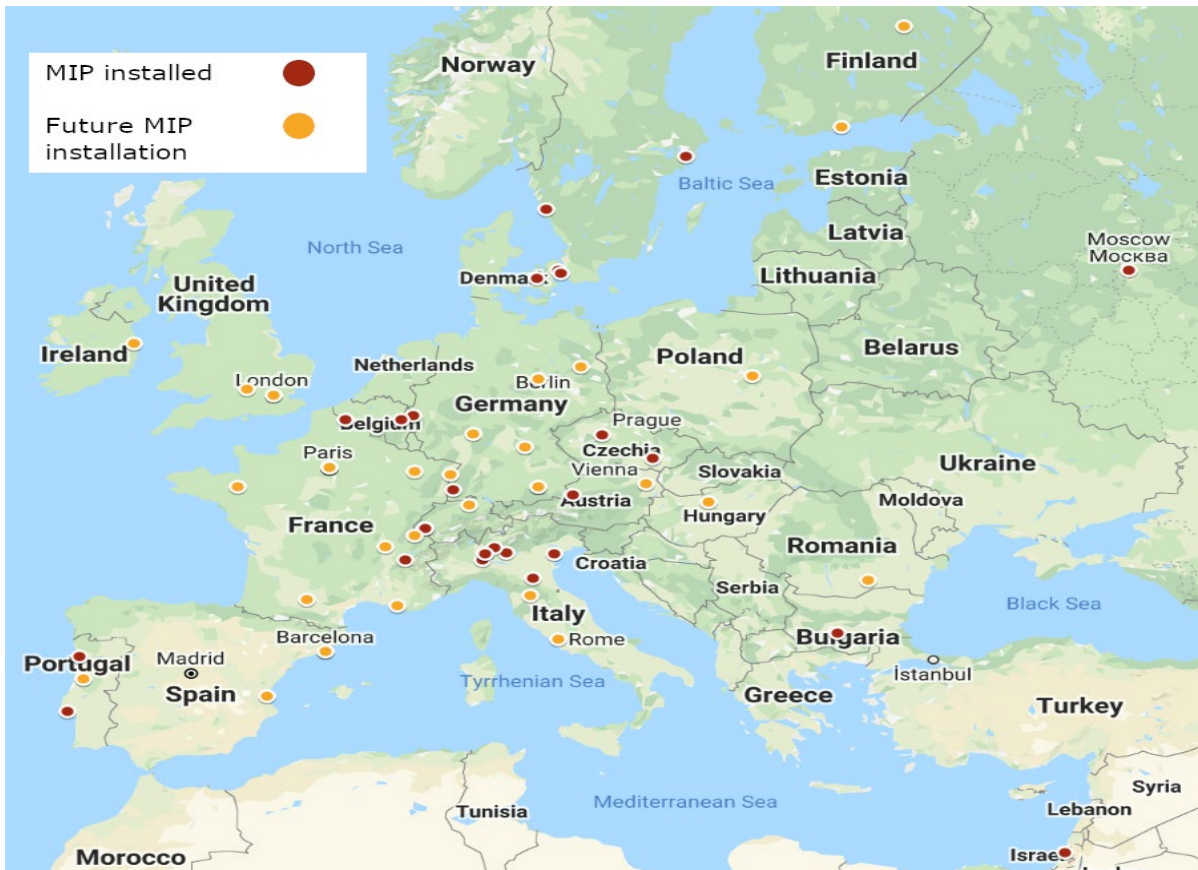 MIP installed
Future MIP
installation
Norway
Finland
Baltic Sea
Estonia
North Sea
Latvia
Moscow
Москва
Denmark
Lithuania
United
Kingdom
Ireland
Netherlands
Poland
Belarus
London
Berlin
Germany
Belgium
Prague
Paris
Czechia
Vienna
Slovakia
Ukraine
Austria
Moldova
France
Hungary
Romania
Croatia
Serbia
Italy
Black Sea
Barcelona
Rome
Bulgaria
Portugal
Madrid
Spain
Tyrrhenian Sea
İstanbul
Greece
Turkey
Syria
Mediterranean Sea
Tunisia
Lebanon
Morocco
Israel